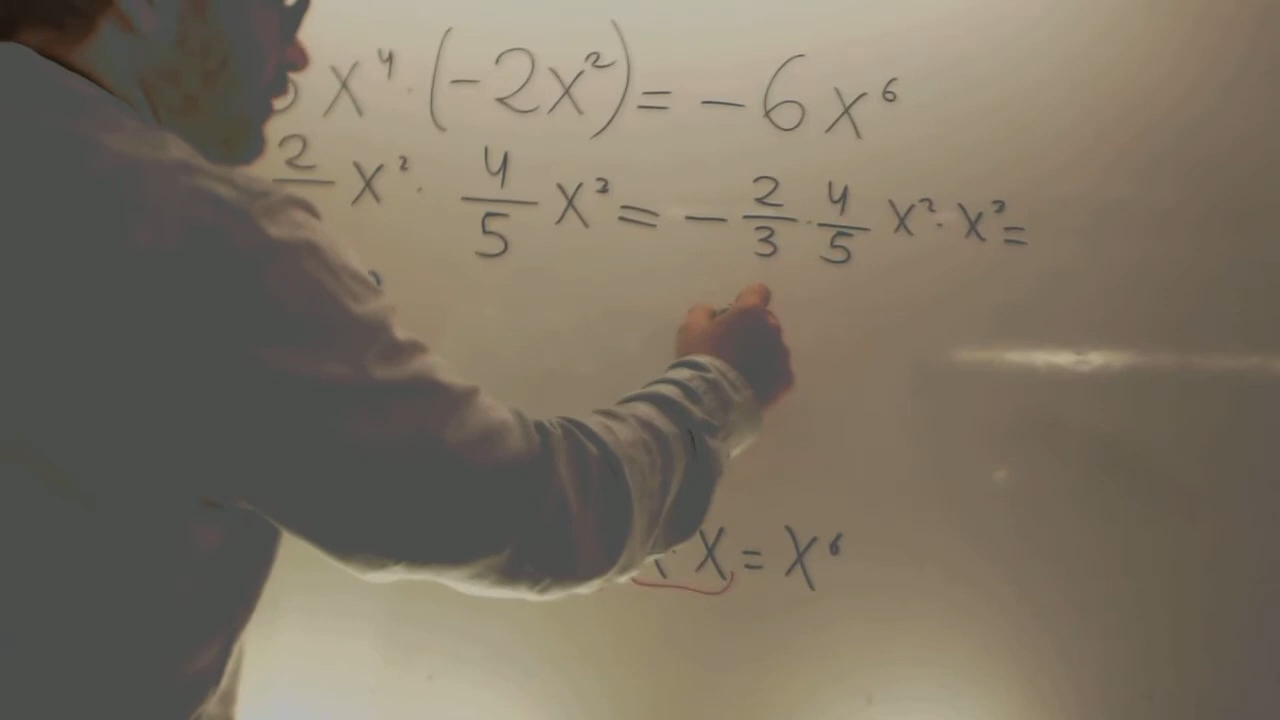 x⁴ · (-2x²) = -6x⁶
2/ x² · 4/5 x² = - 2/3 · 4/5 x² · x² =
· x = x⁶